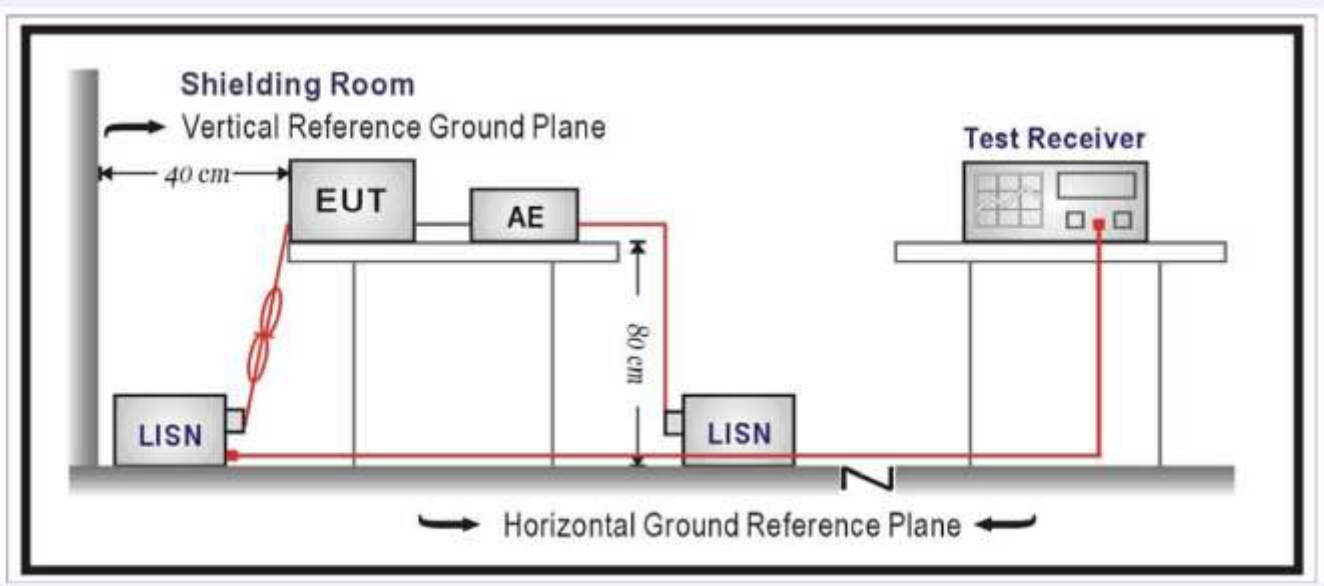 Shielding Room
Vertical Reference Ground Plane
Test Receiver
40 cm
EUT
AE
80 cm
LISN
LISN
Horizontal Ground Reference Plane